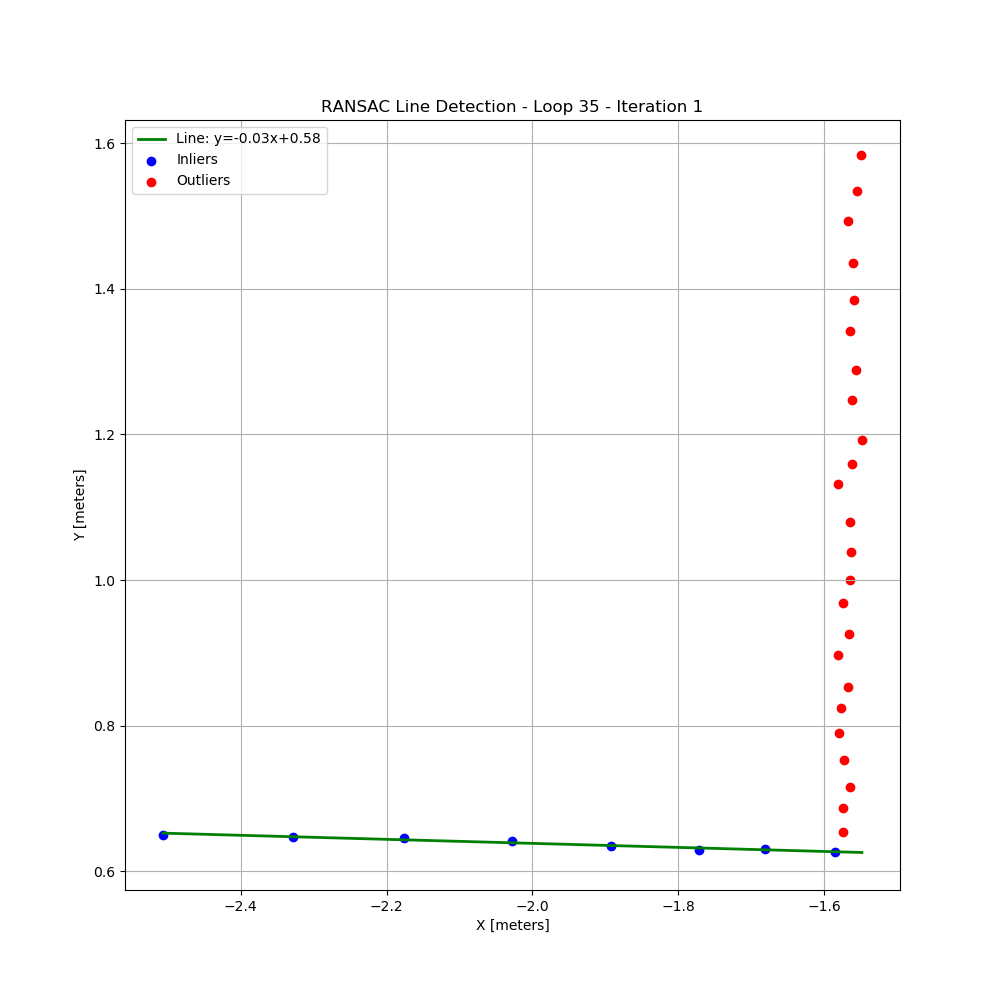 RANSAC Line Detection - Loop 35 - Iteration 1
Line: y=-0.03x+0.58
Inliers
Outliers
1.6
1.4
1.2
1.0
0.8
0.6
Y [meters]
−2.4 −2.2 −2.0 −1.8 −1.6
X [meters]